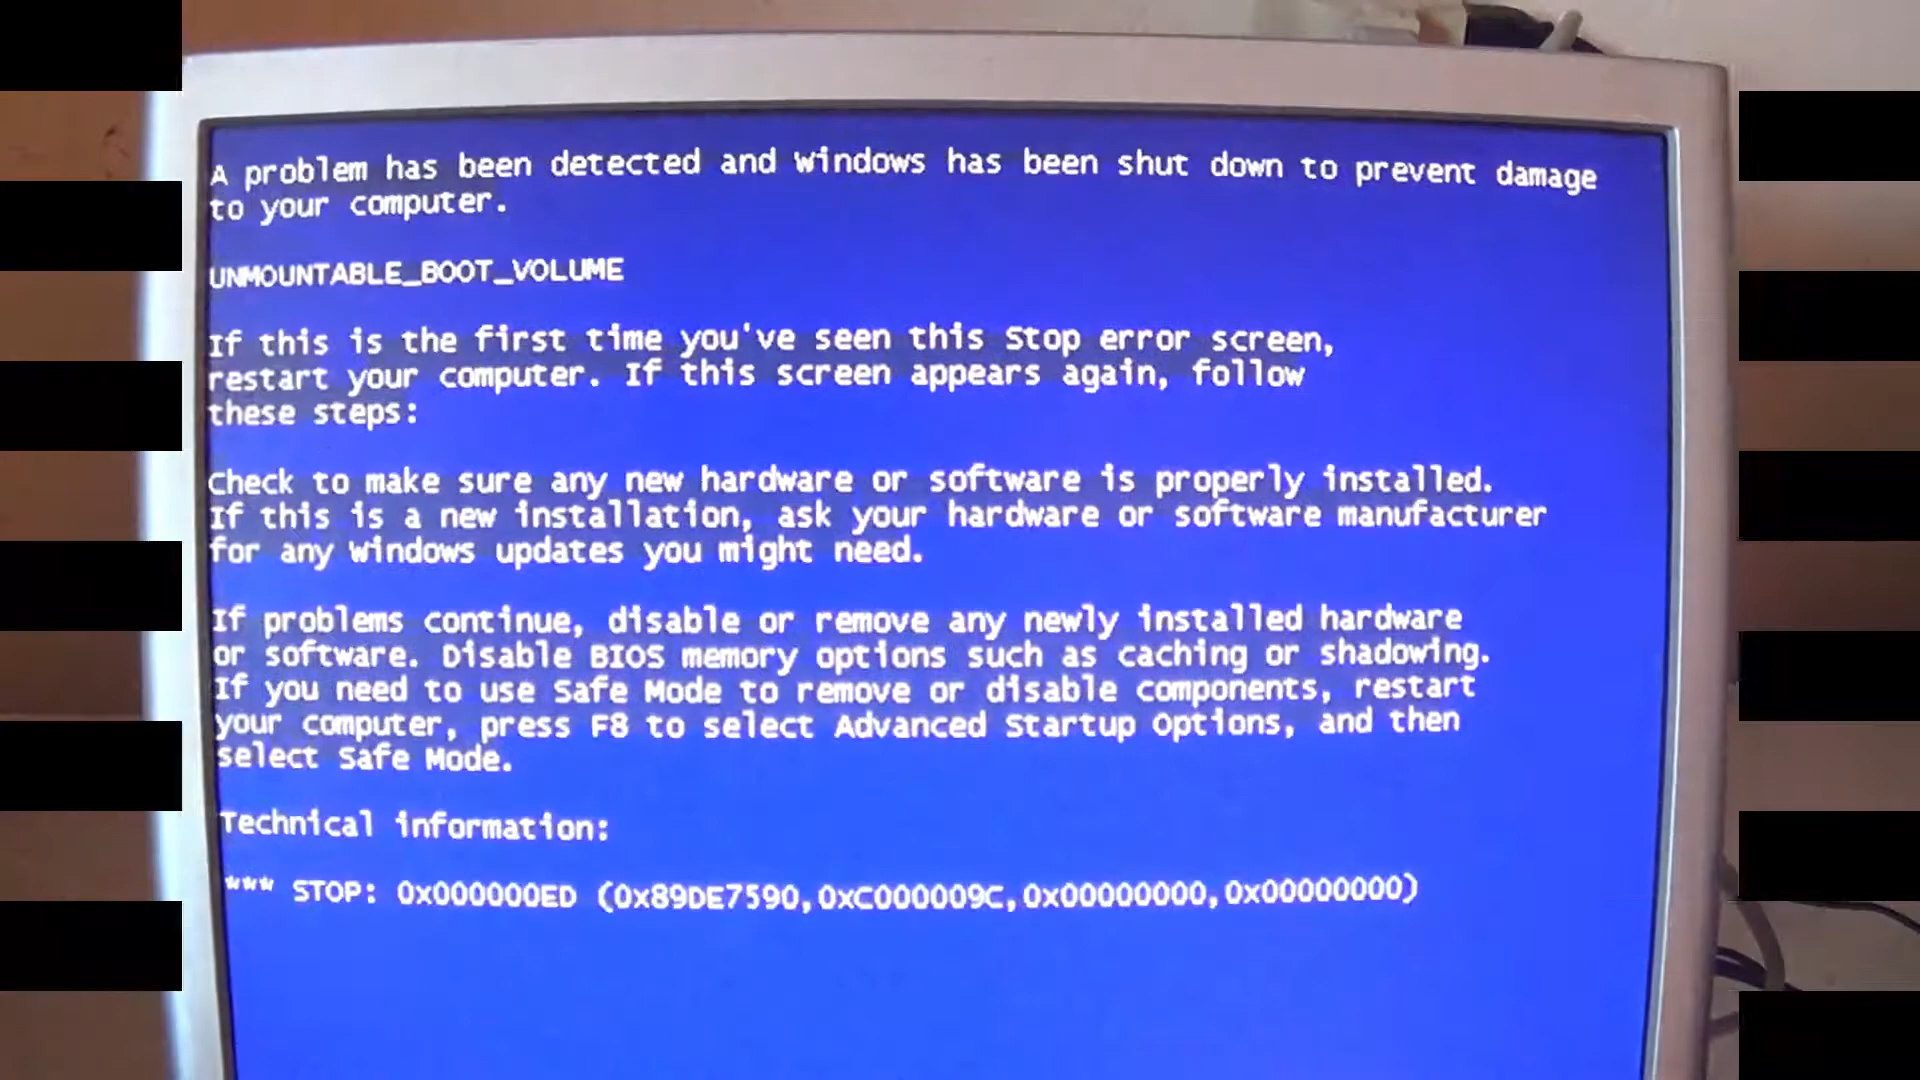 A problem has been detected and windows has been shut down to prevent damage
to your computer.
UNMOUNTABLE_BOOT_VOLUME
If this is the first time you've seen this Stop error screen,
restart your computer. If this screen appears again, follow
these steps:
Check to make sure any new hardware or software is properly installed.
If this is a new installation, ask your hardware or software manufacturer
for any windows updates you might need.
If problems continue, disable or remove any newly installed hardware
or software. Disable BIOS memory options such as caching or shadowing.
If you need to use Safe Mode to remove or disable components, restart
your computer, press F8 to select Advanced Startup Options, and then
select Safe Mode.
Technical information:
*** STOP: 0x000000ED (0x89DE7590,0xC000009C,0x00000000,0x00000000)